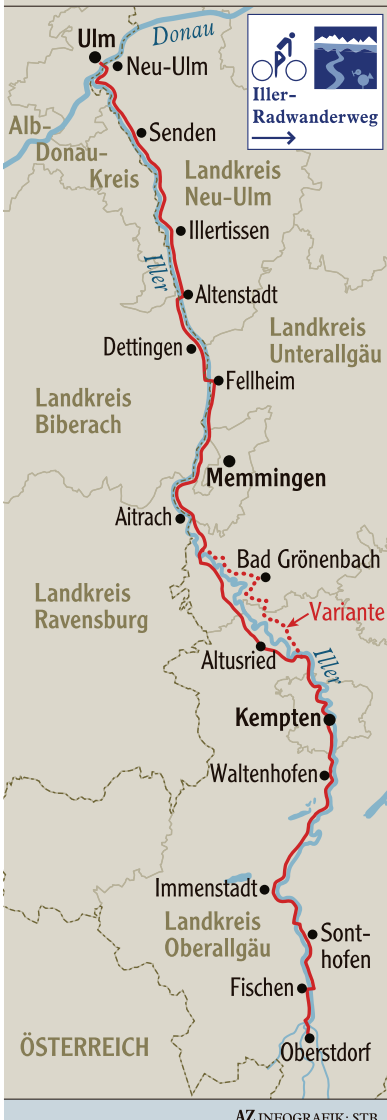 Donau
Ulm
Neu-Ulm
Iller-
Radwanderweg
Alb-
Donau-
Kreis
Senden
Landkreis
Neu-Ulm
Illertissen
Iller
Altenstadt
Landkreis
Unterallgäu
Dettingen
Fellheim
Landkreis
Biberach
Memmingen
Aitrach
Bad Grönenbach
Landkreis
Ravensburg
Variante
Altusried
Iller
Kempten
Waltenhofen
Immenstadt
Landkreis
Oberallgäu
Sont-
hofen
Fischen
ÖSTERREICH
Oberstdorf
AZ INFOGRAFIK: STB